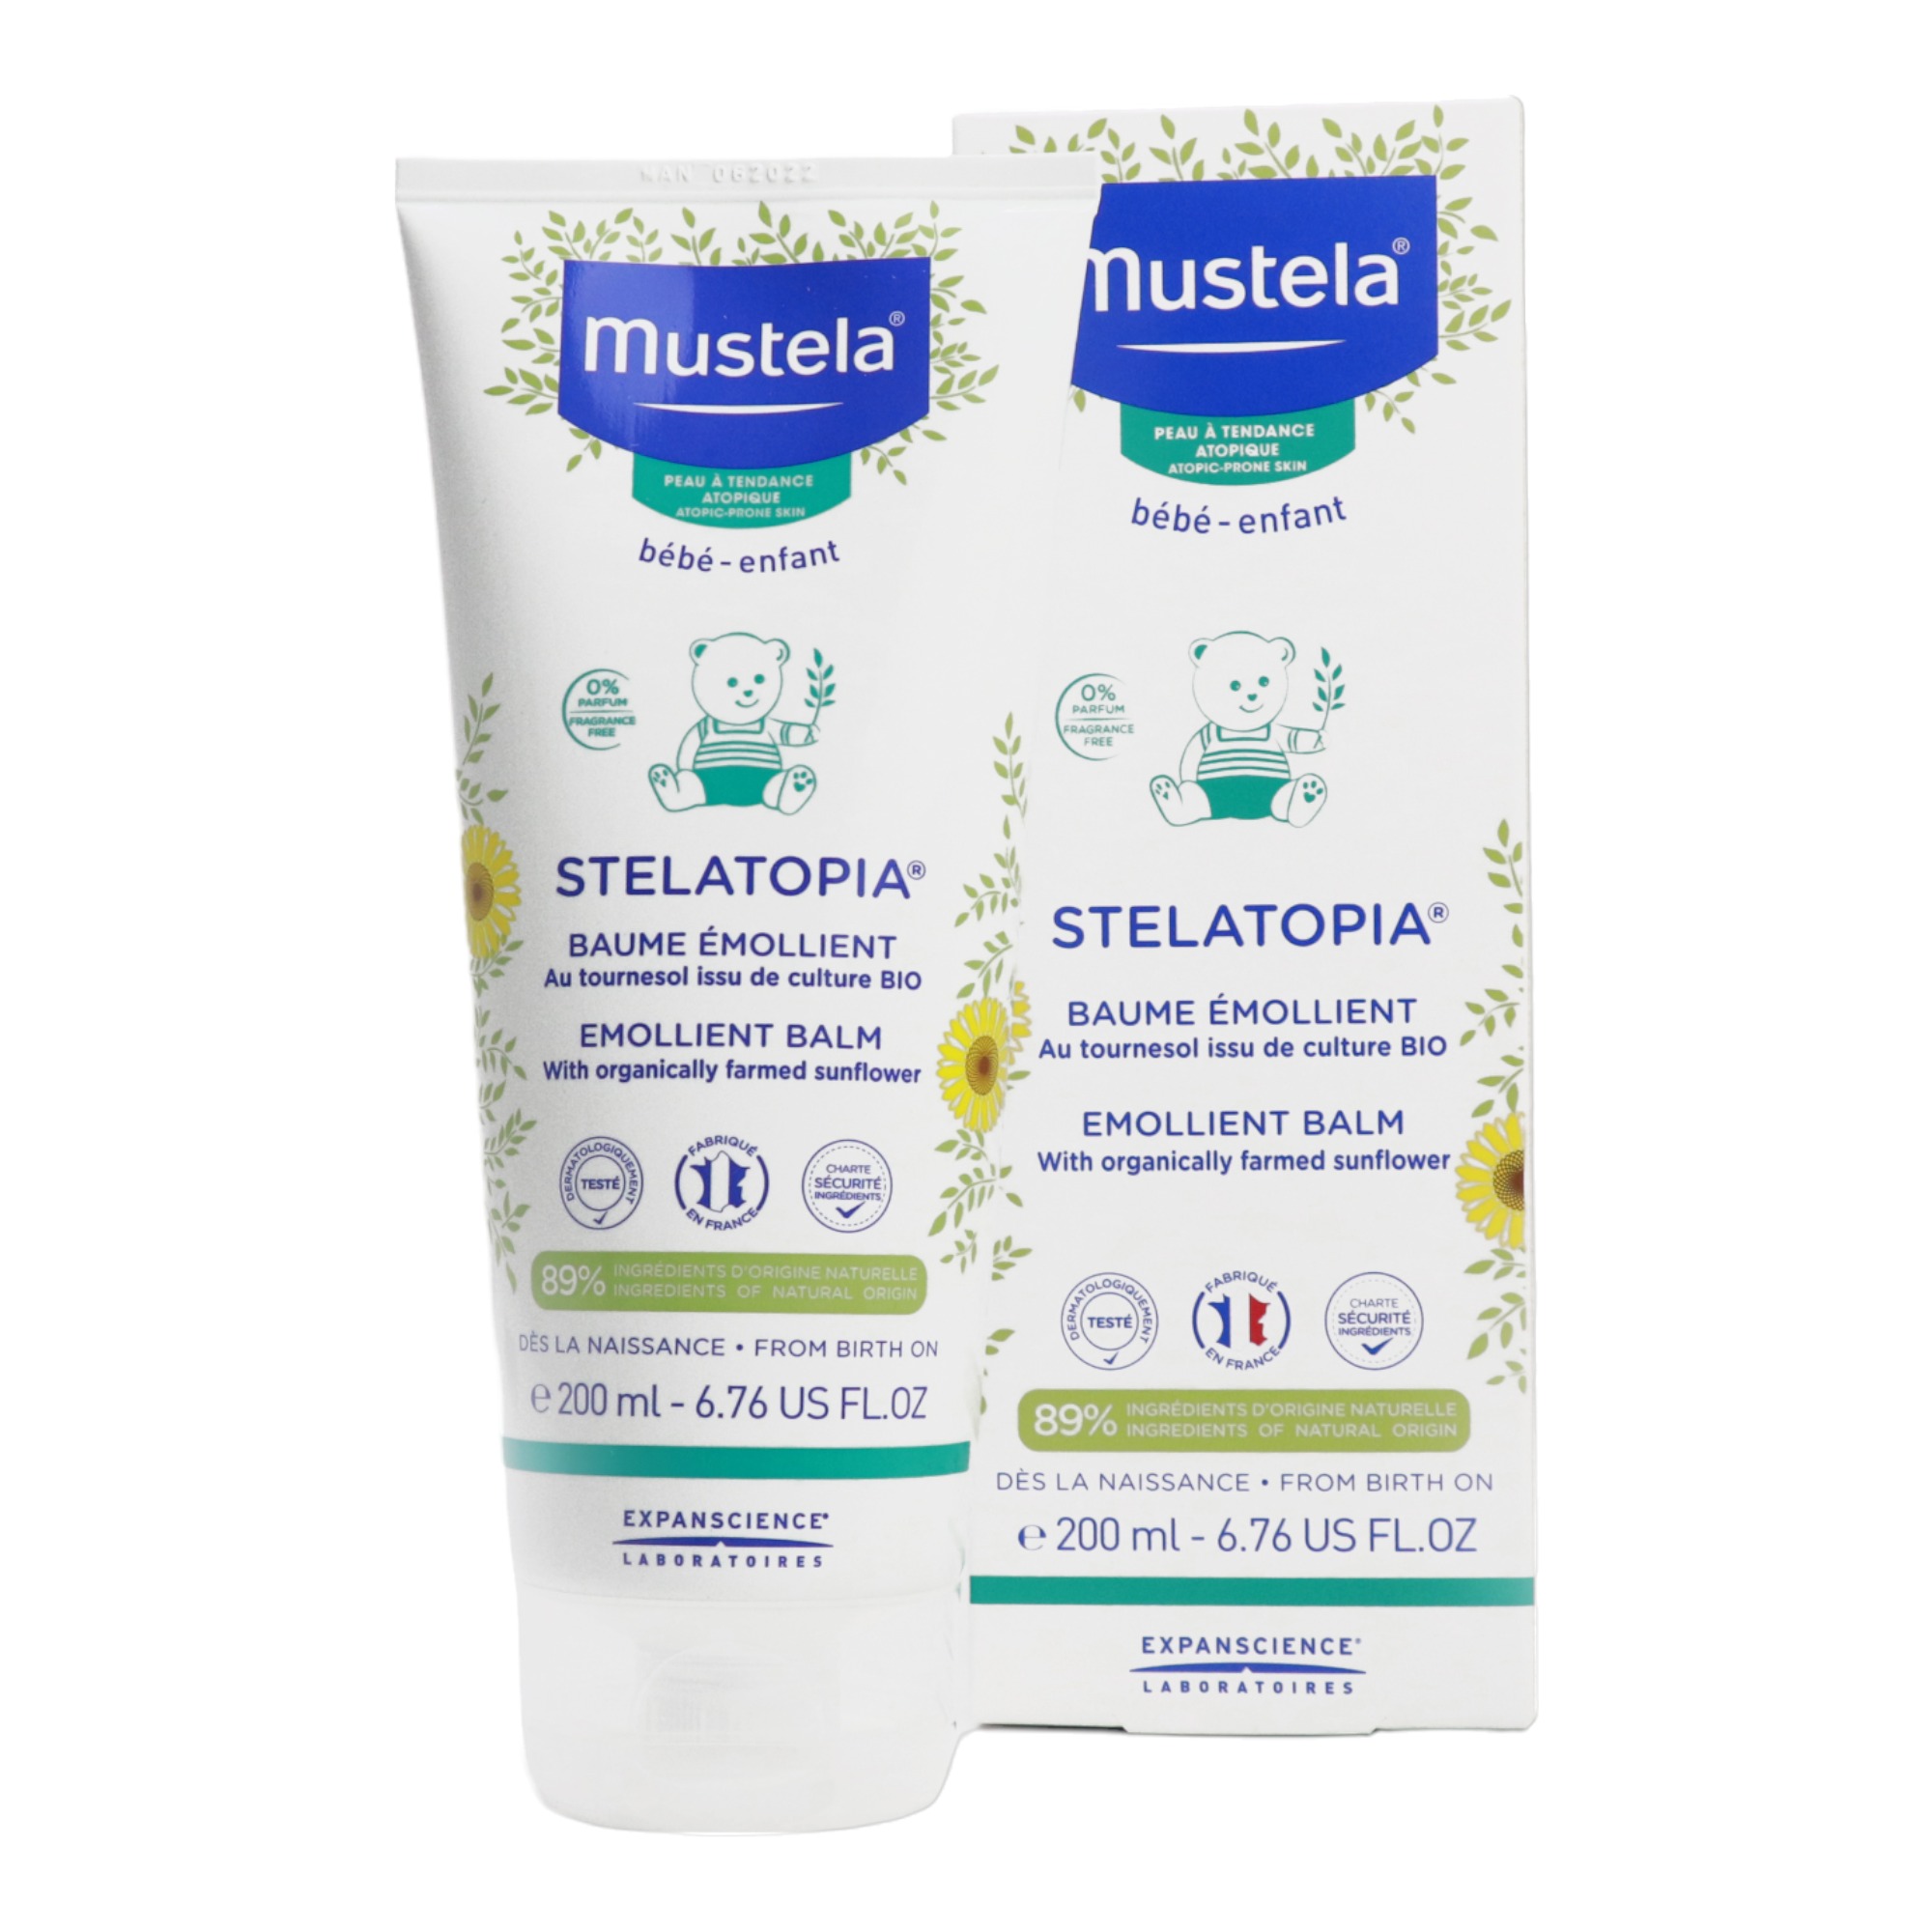 062022
mustela®
PEAU À TENDANCE
ATOPIQUE
ATOPIC-PRONE SKIN
bébé-enfant
0%
PARFUM
FRAGRANCE
FREE
STELATOPIA®
BAUME ÉMOLLIENT
Au tournesol issu de culture BIO
EMOLLIENT BALM
With organically farmed sunflower
DERMATOLOGIQUEMENT
TESTÉ
FABRIQUÉ
EN FRANCE
CHARTE
SÉCURITÉ
INGRÉDIENTS
89% INGRÉDIENTS D'ORIGINE NATURELLE
INGREDIENTS OF NATURAL ORIGIN
DÈS LA NAISSANCE • FROM BIRTH ON
℮ 200 ml - 6.76 US FL.OZ
EXPANSCIENCE®
LABORATOIRES
mustela®
PEAU À TENDANCE
ATOPIQUE
ATOPIC-PRONE SKIN
bébé-enfant
0%
PARFUM
FRAGRANCE
FREE
STELATOPIA®
BAUME ÉMOLLIENT
Au tournesol issu de culture BIO
EMOLLIENT BALM
With organically farmed sunflower
DERMATOLOGIQUEMENT
TESTÉ
FABRIQUÉ
EN FRANCE
CHARTE
SÉCURITÉ
INGRÉDIENTS
89% INGRÉDIENTS D'ORIGINE NATURELLE
INGREDIENTS OF NATURAL ORIGIN
DÈS LA NAISSANCE • FROM BIRTH ON
℮ 200 ml - 6.76 US FL.OZ
EXPANSCIENCE®
LABORATOIRES